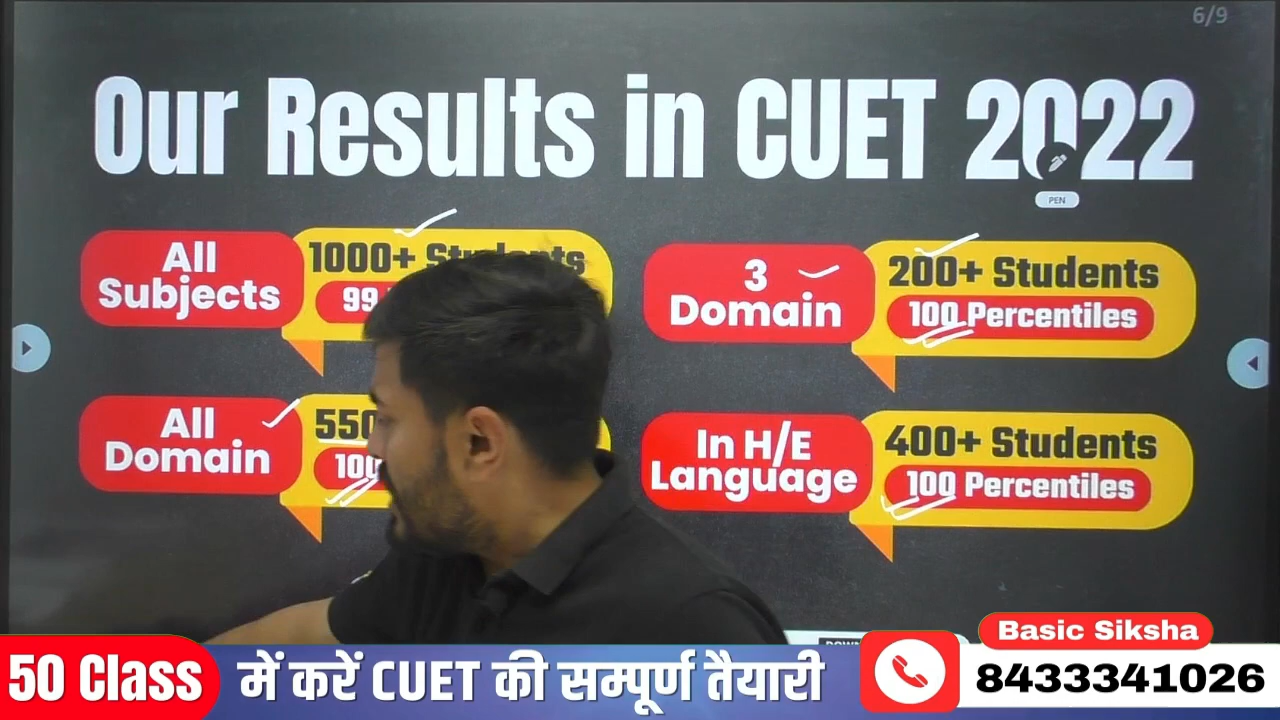 6/9
Our Results in CUET 2022
PEN
All
Subjects
1000+ Students
99
3
Domain
200+ Students
100 Percentiles
All
Domain
550
100
In H/E
Language
400+ Students
100 Percentiles
Basic Siksha
50 Class में करें CUET की सम्पूर्ण तैयारी
8433341026